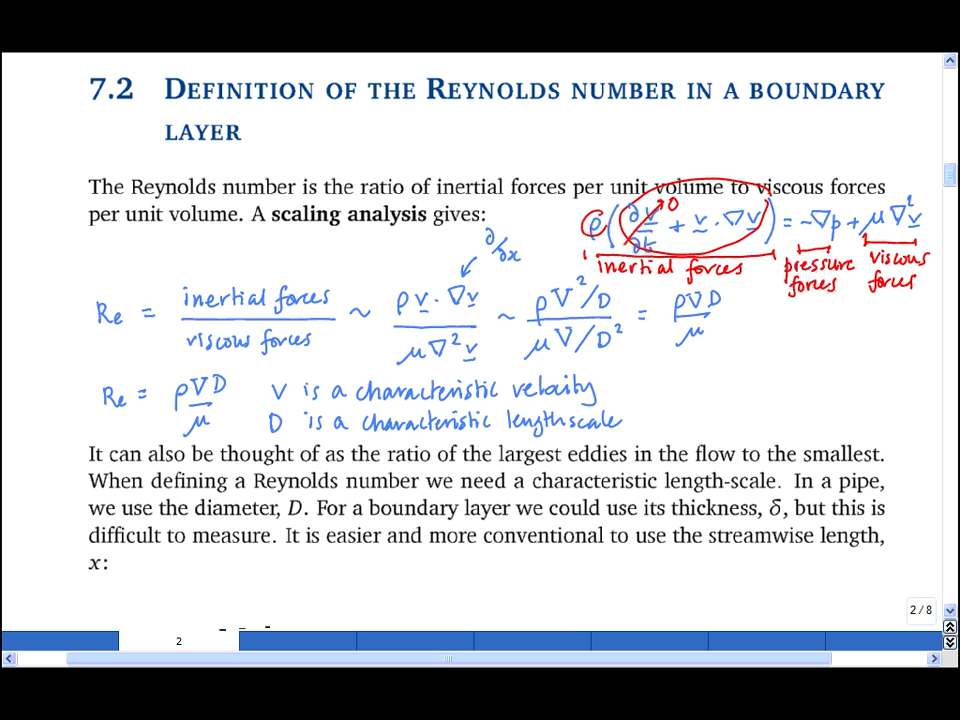 7.2 DEFINITION OF THE REYNOLDS NUMBER IN A BOUNDARY
LAYER
The Reynolds number is the ratio of inertial forces per unit volume to viscous forces
per unit volume. A scaling analysis gives:
ρ(∂v/∂t→0 + v · ∇v) = -∇p + μ∇²v
inertial forces pressure forces viscous forces
∂/∂x
Re = inertial forces / viscous forces ~ ρ v · ∇v / μ∇²v ~ ρV²/D / μV/D² = ρVD / μ
Re = ρVD / μ V is a characteristic velocity
D is a characteristic lengthscale
It can also be thought of as the ratio of the largest eddies in the flow to the smallest.
When defining a Reynolds number we need a characteristic length-scale. In a pipe,
we use the diameter, D. For a boundary layer we could use its thickness, δ, but this is
difficult to measure. It is easier and more conventional to use the streamwise length,
x:
2 / 8
2